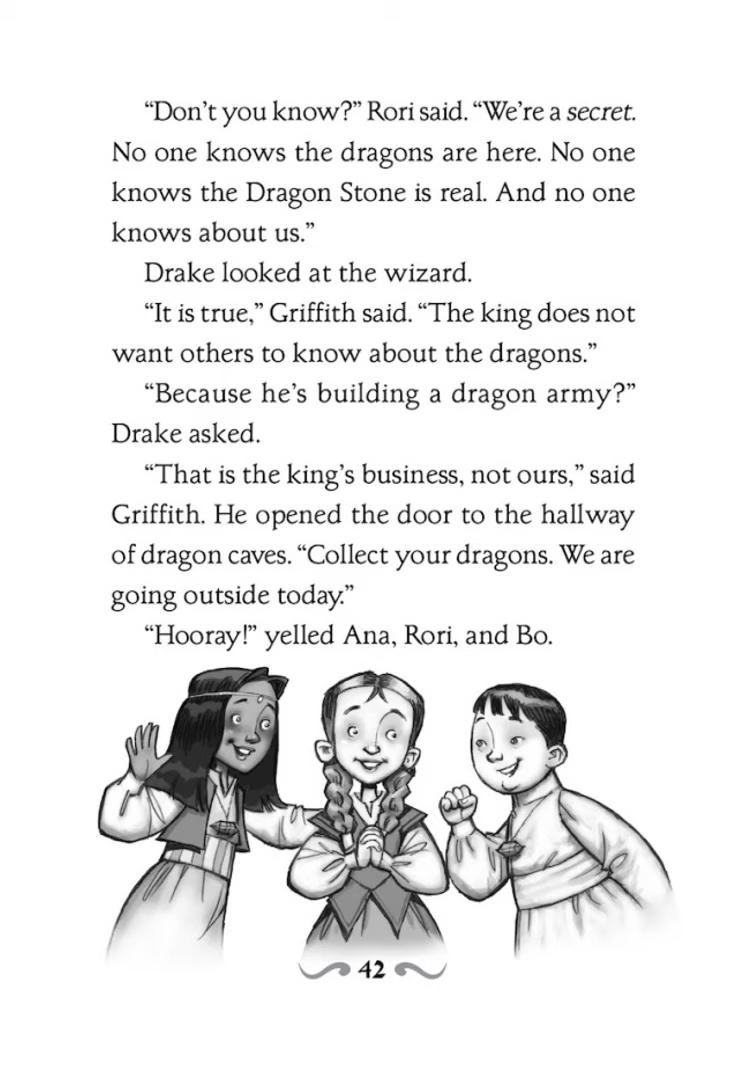 “Don’t you know?” Rori said. “We’re a secret.
No one knows the dragons are here. No one
knows the Dragon Stone is real. And no one
knows about us.”
Drake looked at the wizard.
“It is true,” Griffith said. “The king does not
want others to know about the dragons.”
“Because he’s building a dragon army?”
Drake asked.
“That is the king’s business, not ours,” said
Griffith. He opened the door to the hallway
of dragon caves. “Collect your dragons. We are
going outside today.”
“Hooray!” yelled Ana, Rori, and Bo.
42